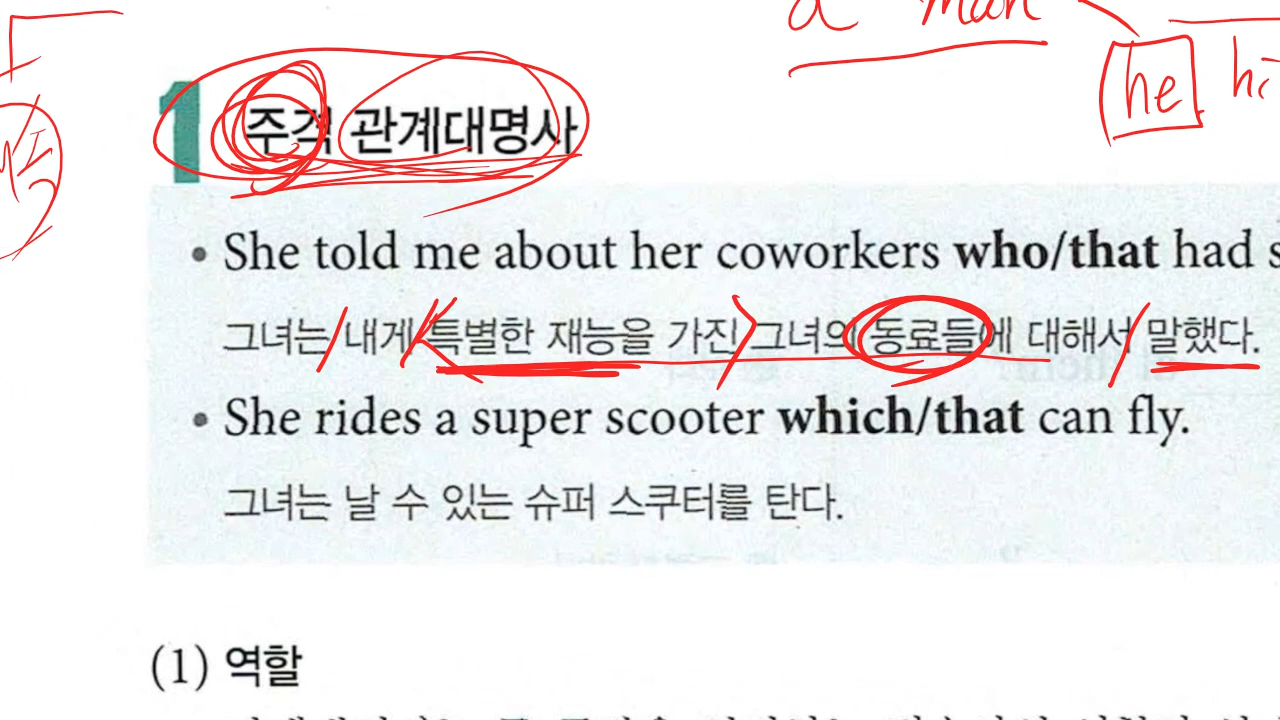 a man
he hi
1 주격 관계대명사
• She told me about her coworkers who/that had s
그녀는 내게 특별한 재능을 가진 그녀의 동료들에 대해서 말했다.
• She rides a super scooter which/that can fly.
그녀는 날 수 있는 슈퍼 스쿠터를 탄다.
(1) 역할